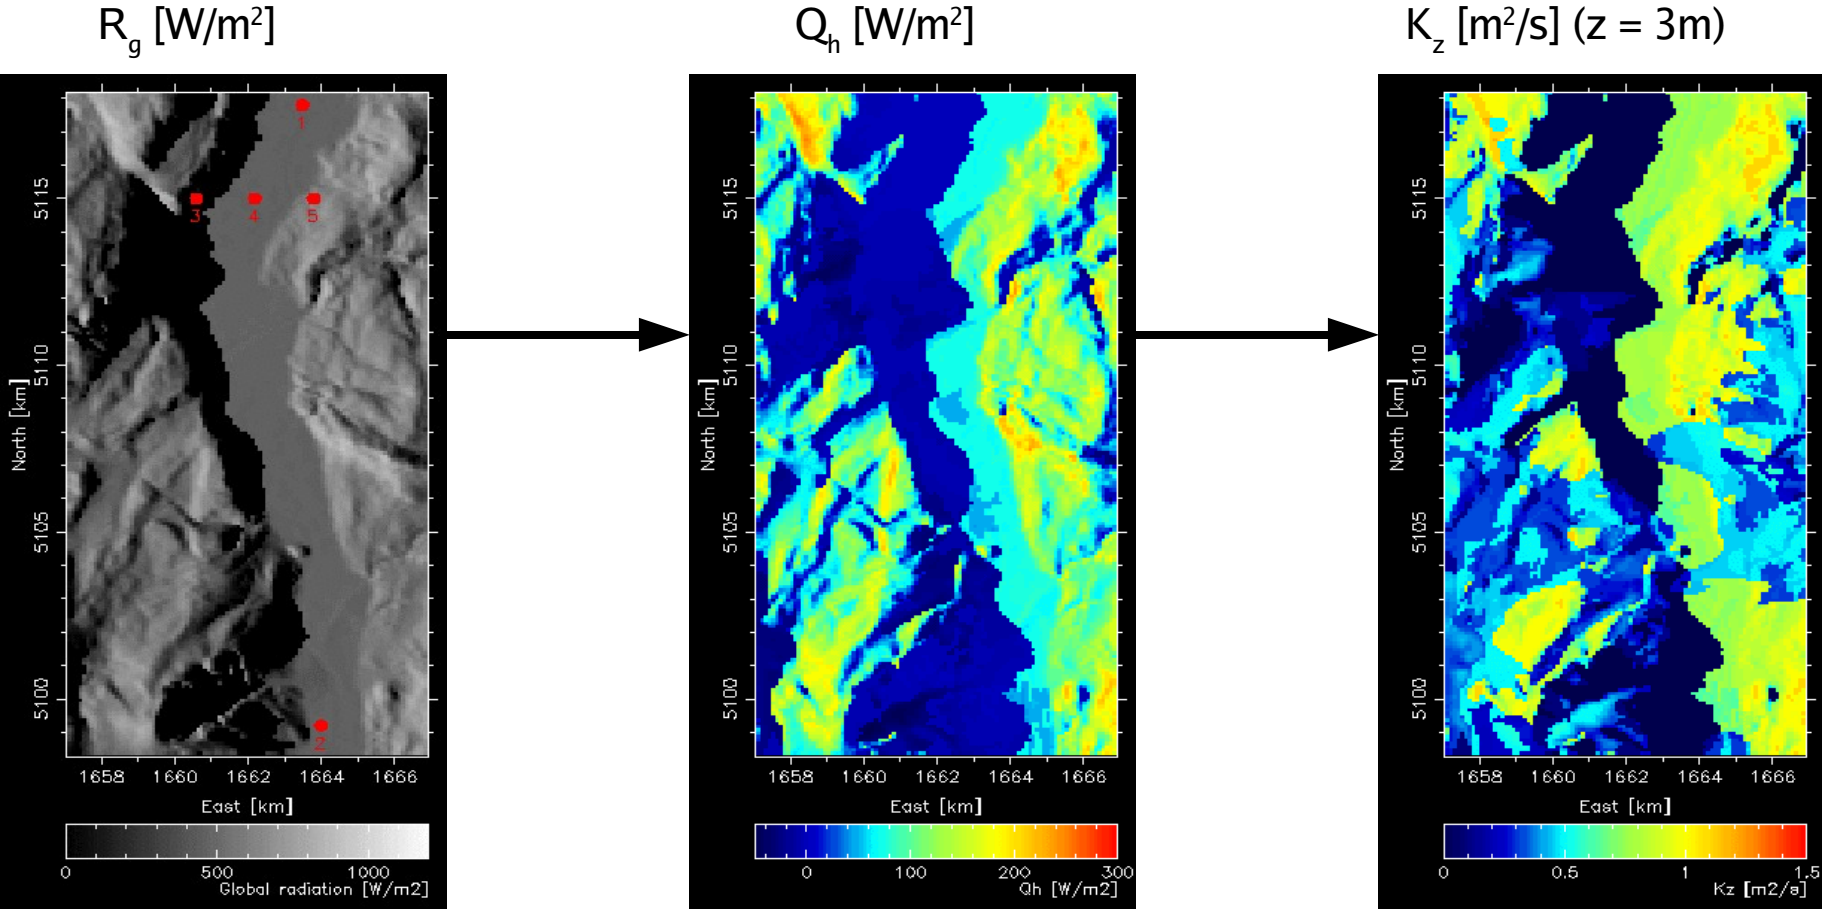 R_g [W/m²]
Q_h [W/m²]
K_z [m²/s] (z = 3m)
1
3
4
5
2
5115
5110
5105
5100
North [km]
1658 1660 1662 1664 1666
East [km]
0 500 1000
Global radiation [W/m2]
5115
5110
5105
5100
North [km]
1658 1660 1662 1664 1666
East [km]
0 100 200 300
Qh [W/m2]
5115
5110
5105
5100
North [km]
1658 1660 1662 1664 1666
East [km]
0 0.5 1 1.5
Kz [m2/s]